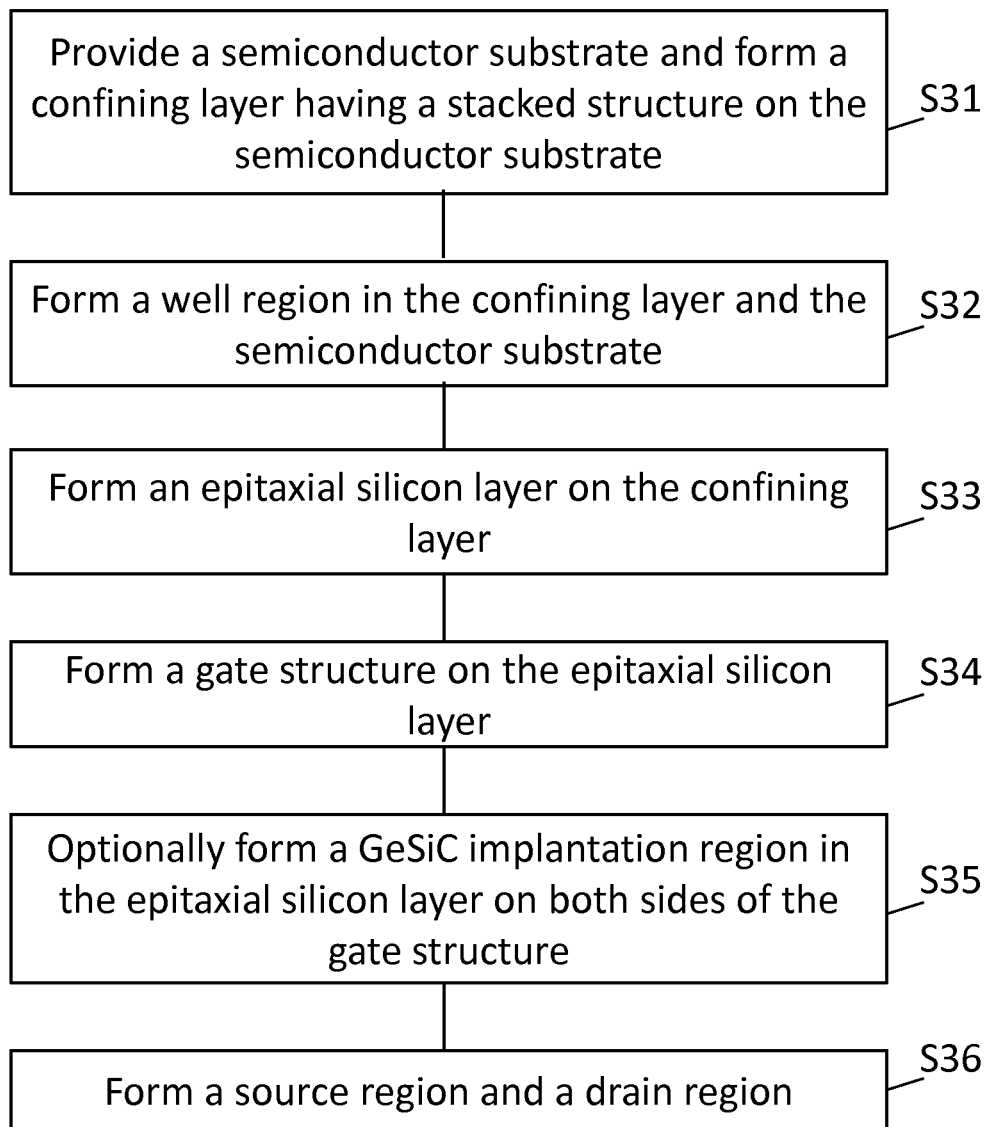 Provide a semiconductor substrate and form a
confining layer having a stacked structure on the
semiconductor substrate
S31
Form a well region in the confining layer and the
semiconductor substrate
S32
Form an epitaxial silicon layer on the confining
layer
S33
Form a gate structure on the epitaxial silicon
layer
S34
Optionally form a GeSiC implantation region in
the epitaxial silicon layer on both sides of the
gate structure
S35
Form a source region and a drain region
S36